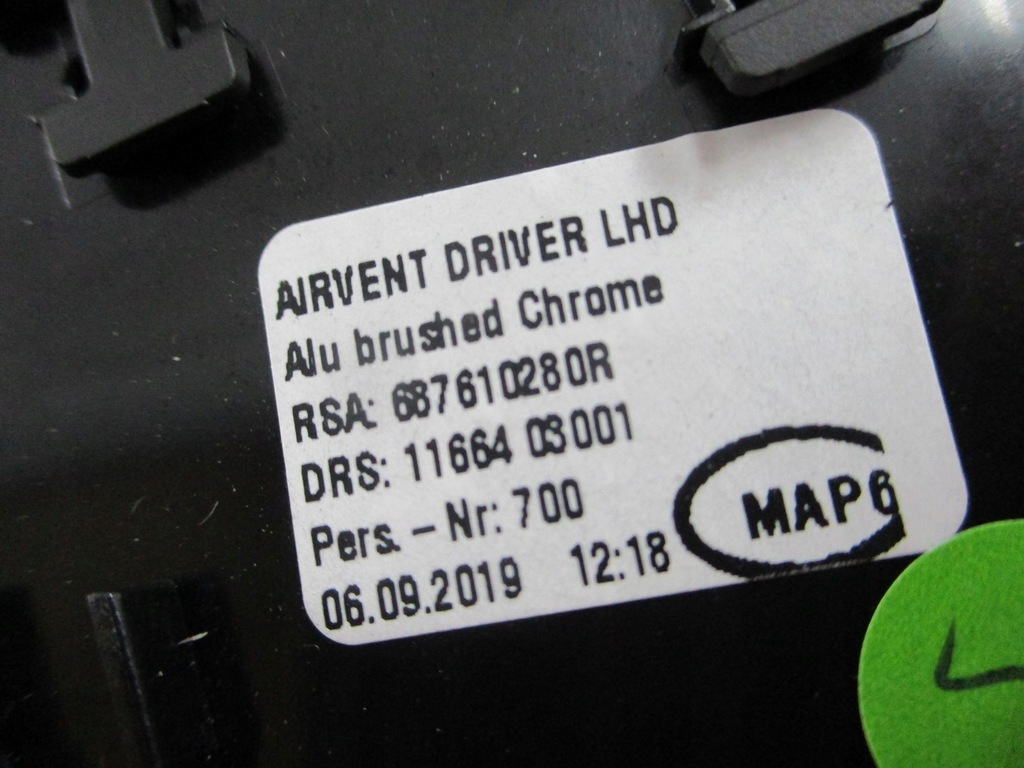 AIRVENT DRIVER LHD
Alu brushed Chrome
RSA: 687610280R
DRS: 11664 03001
Pers. - Nr: 700
06.09.2019 12:18
MAP6